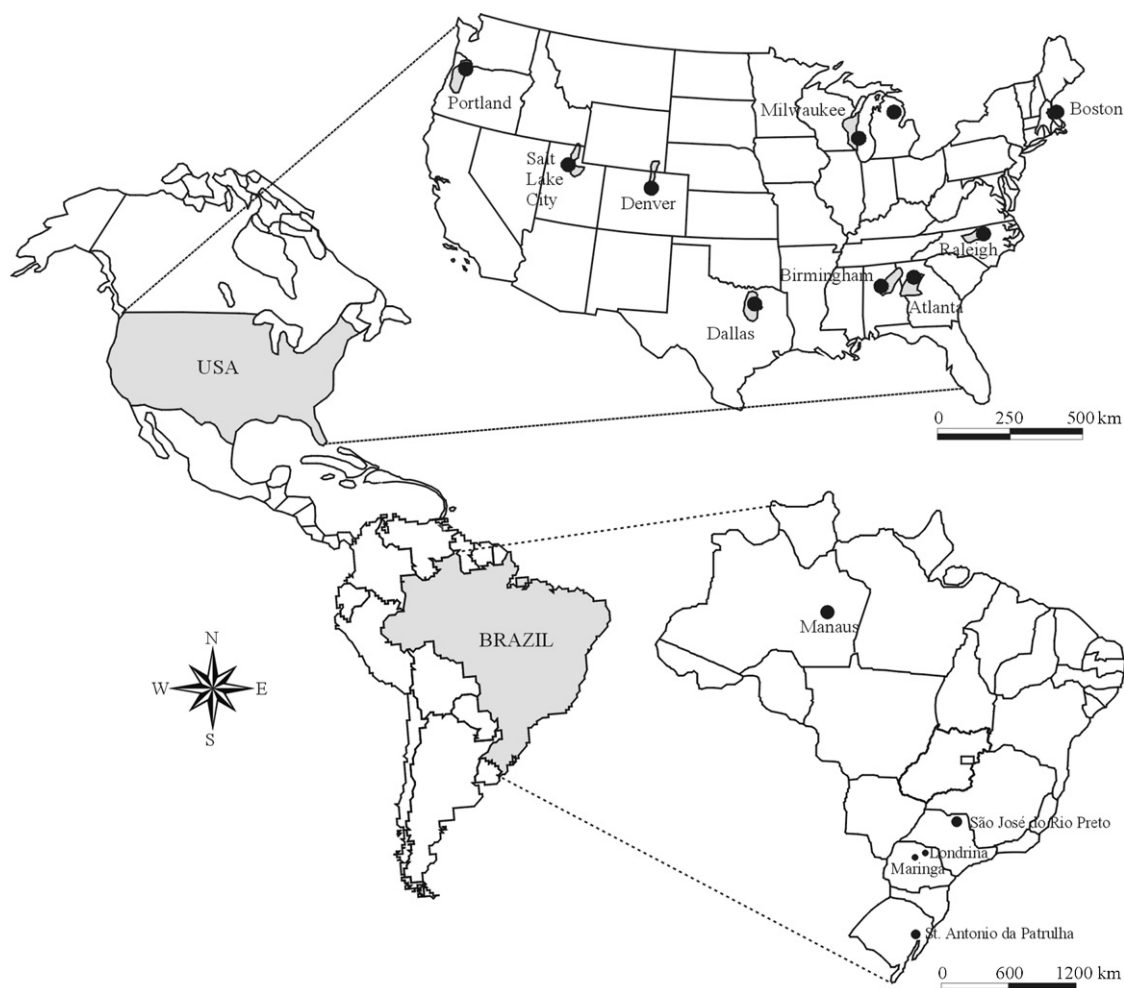 Portland
Milwaukee
Boston
Salt
Lake
City
Denver
Raleigh
Birmingham
Atlanta
Dallas
0 250 500 km
USA
BRAZIL
N
W E
S
Manaus
São José do Rio Preto
Londrina
Maringa
St. Antonio da Patrulha
0 600 1200 km